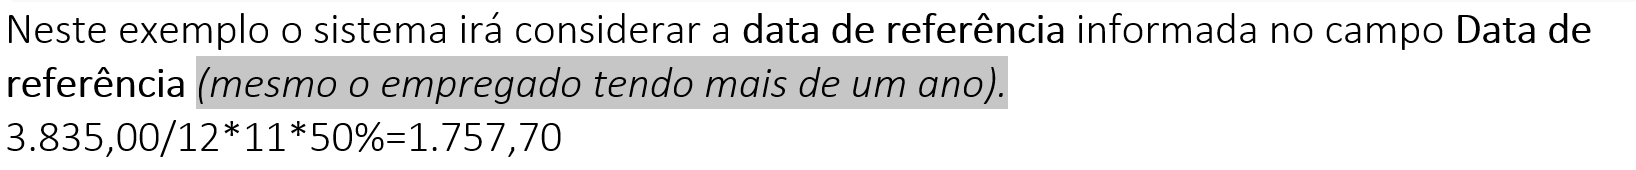 Neste exemplo o sistema irá considerar a data de referência informada no campo Data de
referência (mesmo o empregado tendo mais de um ano).
3.835,00/12*11*50%=1.757,70